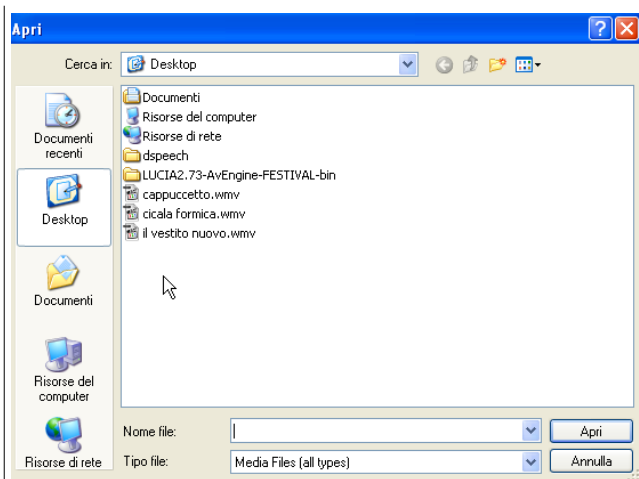 Apri
Cerca in:
Desktop
Documenti
recenti
Desktop
Documenti
Risorse del
computer
Risorse di rete
Documenti
Risorse del computer
Risorse di rete
dspeech
LUCIA2.73-AvEngine-FESTIVAL-bin
cappuccetto.wmv
cicala formica.wmv
il vestito nuovo.wmv
Nome file:
Apri
Tipo file:
Media Files (all types)
Annulla